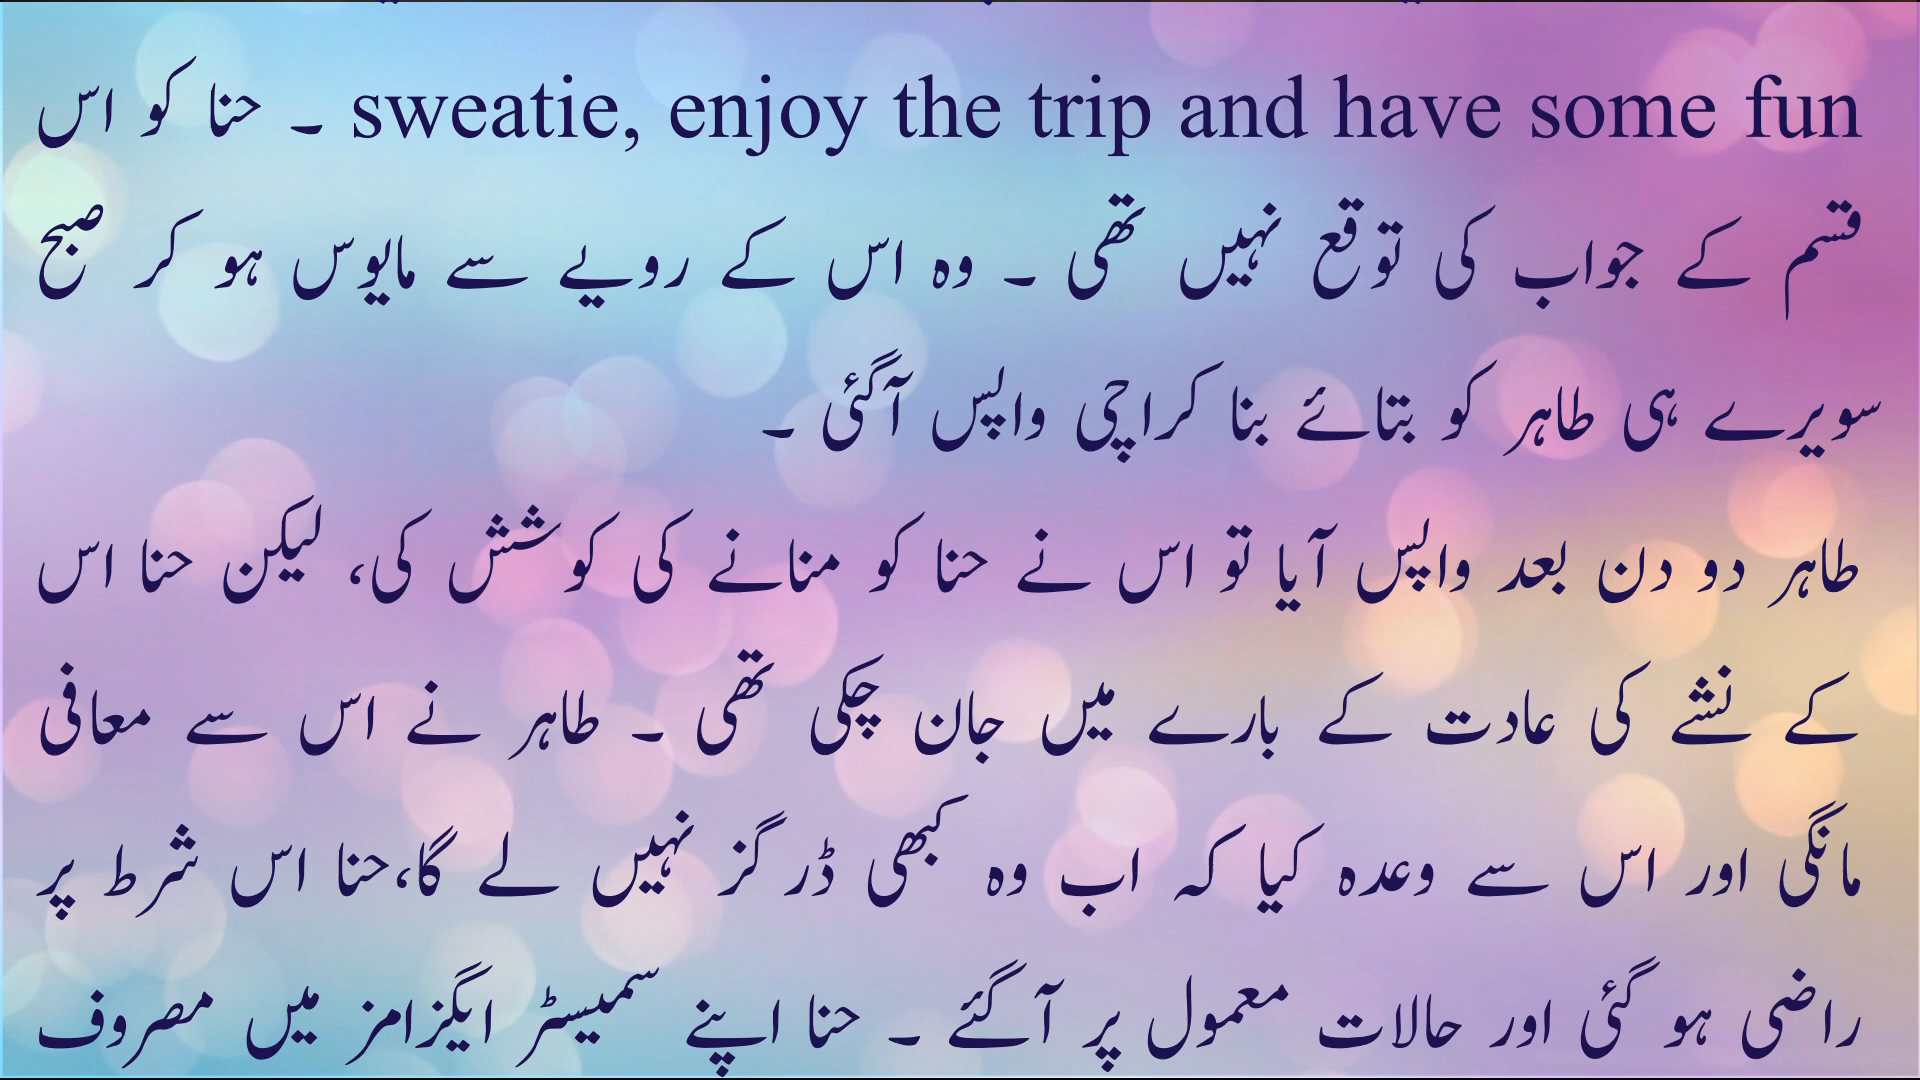 sweatie, enjoy the trip and have some fun ۔ حنا کو اس
قسم کے جواب کی توقع نہیں تھی ۔ وہ اس کے رویے سے مایوس ہو کر صبح
سویرے ہی طاہر کو بتائے بنا کراچی واپس آگئی ۔
طاہر دو دن بعد واپس آیا تو اس نے حنا کو منانے کی کوشش کی، لیکن حنا اس
کے نشے کی عادت کے بارے میں جان چکی تھی ۔ طاہر نے اس سے معافی
مانگی اور اس سے وعدہ کیا کہ اب وہ کبھی ڈرگز نہیں لے گا،حنا اس شرط پر
راضی ہو گئی اور حالات معمول پر آگئے ۔ حنا اپنے سمیسٹر ایگزامز میں مصروف